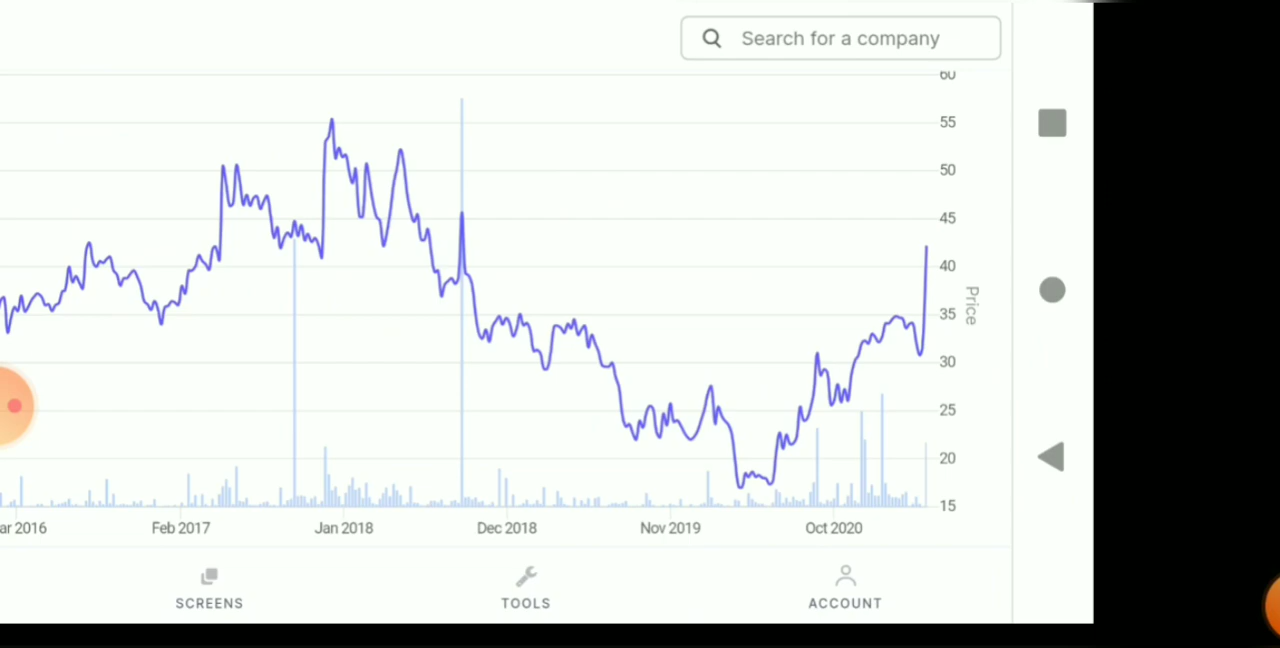 Search for a company
60
55
50
45
40
35
30
25
20
15
Price
ar 2016 Feb 2017 Jan 2018 Dec 2018 Nov 2019 Oct 2020
SCREENS TOOLS ACCOUNT